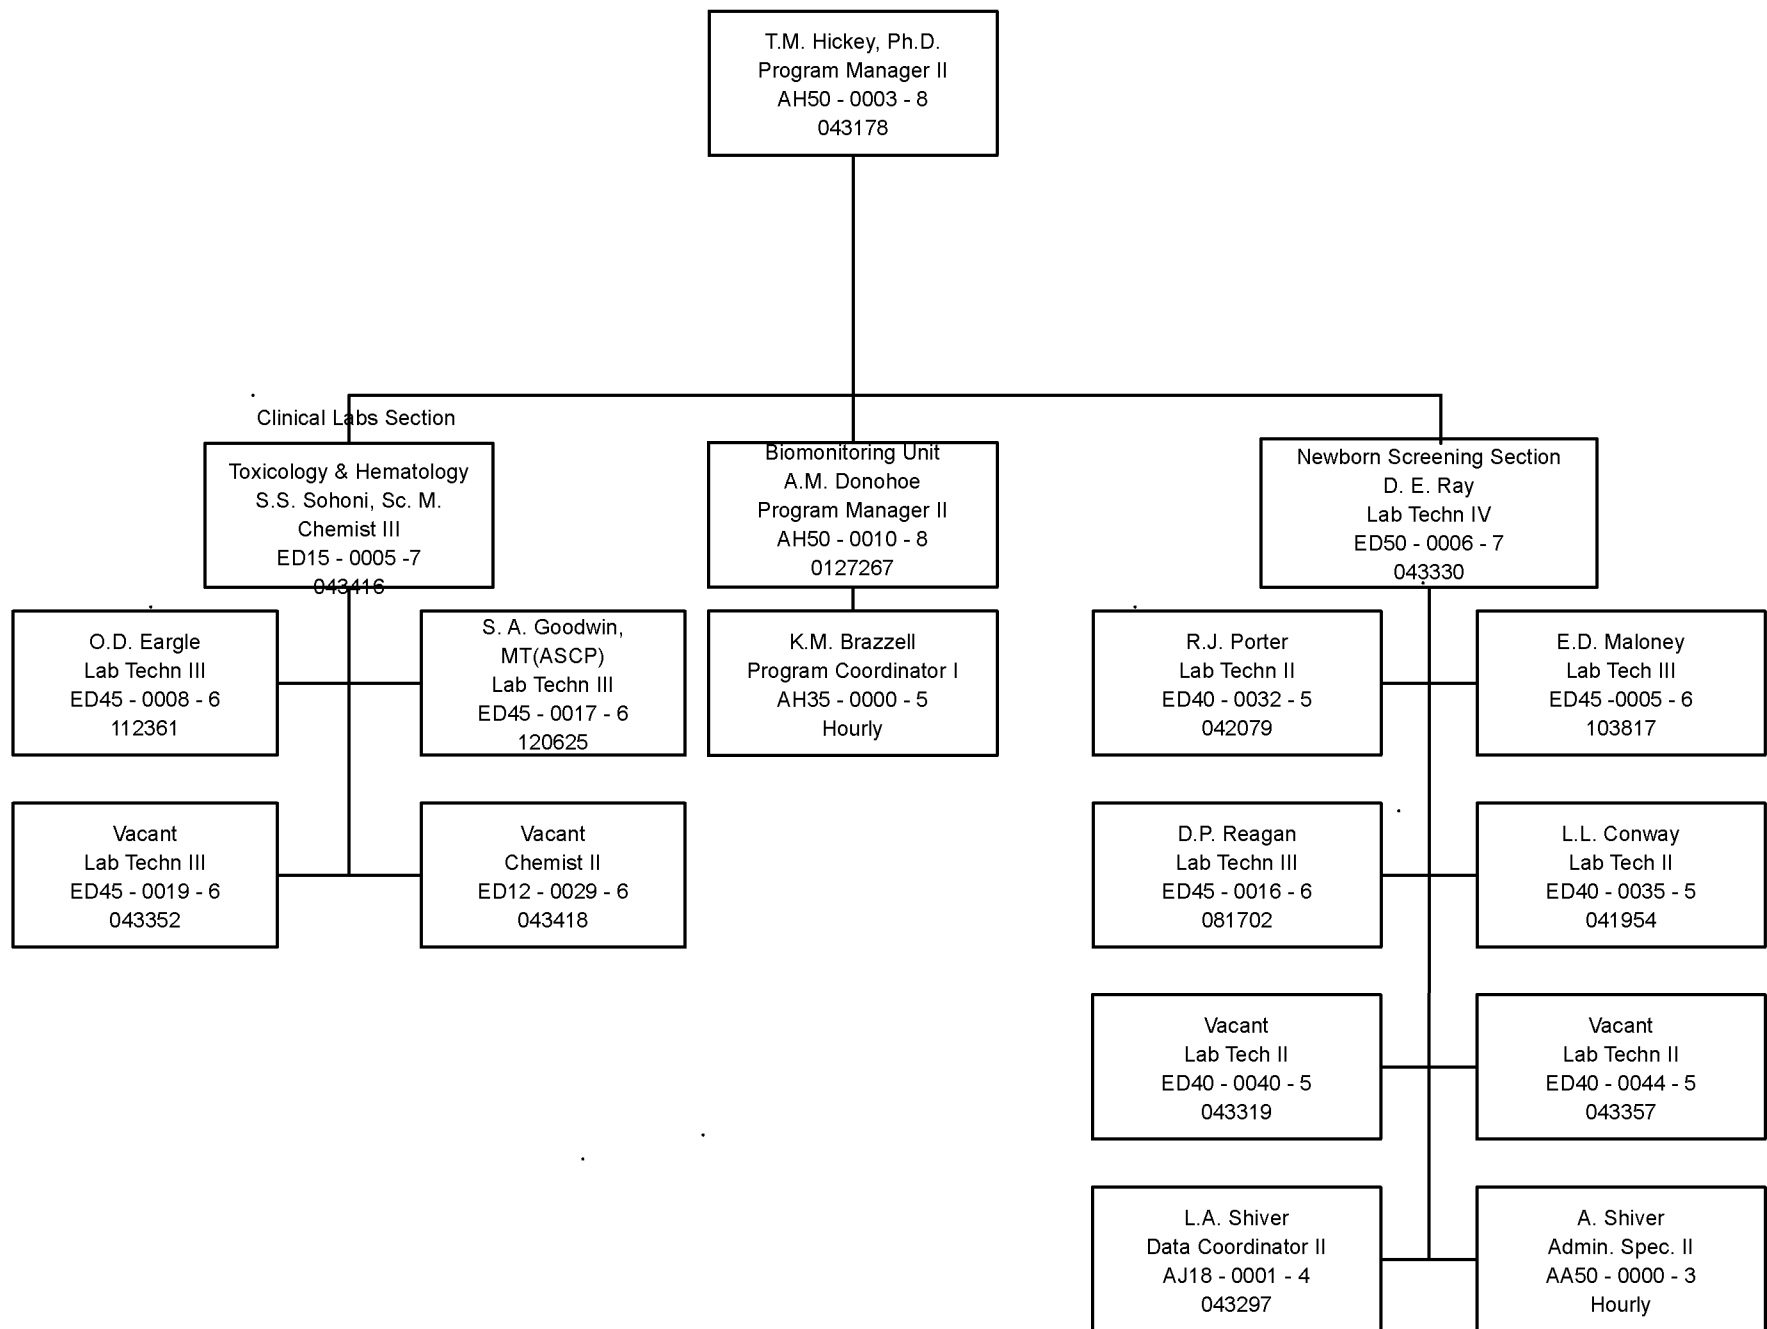 T.M. Hickey, Ph.D.
Program Manager II
AH50 - 0003 - 8
043178
Clinical Labs Section
Toxicology & Hematology
S.S. Sohoni, Sc. M.
Chemist III
ED15 - 0005 -7
043416
Biomonitoring Unit
A.M. Donohoe
Program Manager II
AH50 - 0010 - 8
0127267
Newborn Screening Section
D. E. Ray
Lab Techn IV
ED50 - 0006 - 7
043330
O.D. Eargle
Lab Techn III
ED45 - 0008 - 6
112361
S. A. Goodwin,
MT(ASCP)
Lab Techn III
ED45 - 0017 - 6
120625
K.M. Brazzell
Program Coordinator I
AH35 - 0000 - 5
Hourly
R.J. Porter
Lab Techn II
ED40 - 0032 - 5
042079
E.D. Maloney
Lab Tech III
ED45 -0005 - 6
103817
Vacant
Lab Techn III
ED45 - 0019 - 6
043352
Vacant
Chemist II
ED12 - 0029 - 6
043418
D.P. Reagan
Lab Techn III
ED45 - 0016 - 6
081702
L.L. Conway
Lab Tech II
ED40 - 0035 - 5
041954
Vacant
Lab Tech II
ED40 - 0040 - 5
043319
Vacant
Lab Techn II
ED40 - 0044 - 5
043357
L.A. Shiver
Data Coordinator II
AJ18 - 0001 - 4
043297
A. Shiver
Admin. Spec. II
AA50 - 0000 - 3
Hourly